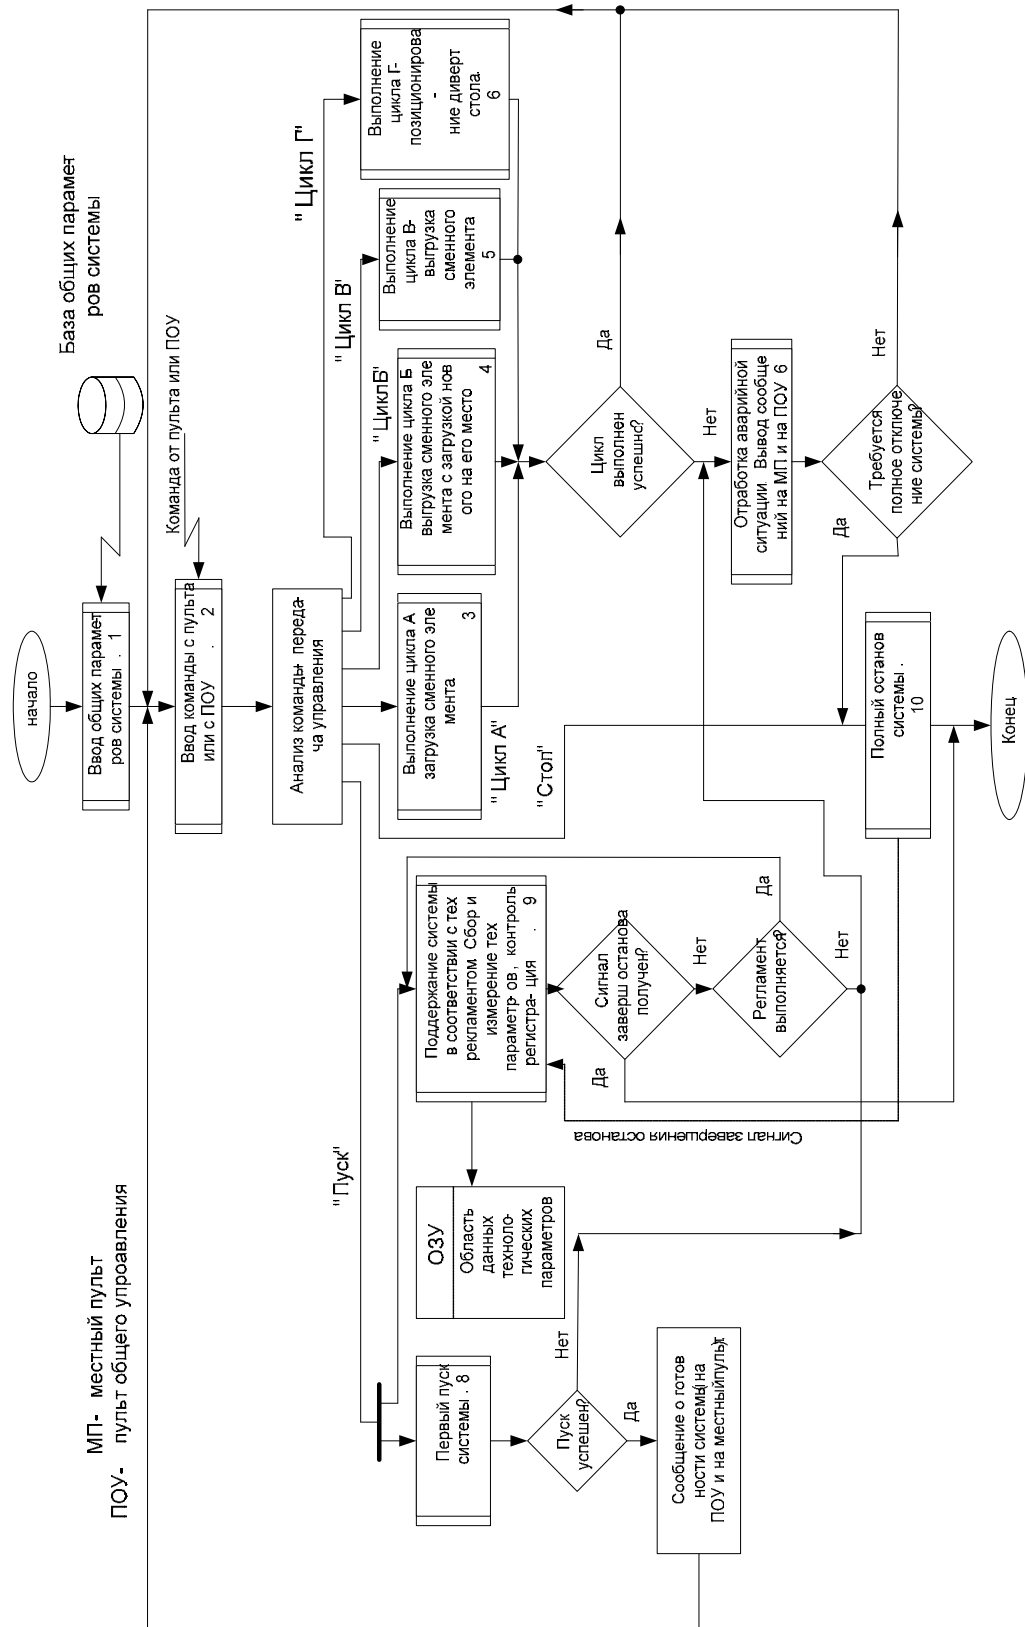 МП- местный пульт
ПОУ- пульт общего упроавления
начало
Ввод общих парамет
ров системы . 1
База общих парамет
ров системы
Ввод команды с пульта
или с ПОУ . 2
Команда от пульта или ПОУ
Анализ команды- переда-
ча управления
"Пуск"
"Стоп"
"Цикл А"
"ЦиклБ"
"Цикл В"
"Цикл Г"
Первый пуск
системы . 8
Пуск
успешен?
Нет
Да
Сообщение о готов
ности системы на
ПОУ и на местныйпульт
ОЗУ
Область
данных
техноло-
гических
параметров
Поддержание системы
в соответствии с тех
рекламентом. Сбор и
измерение тех
параметр- ов , контроль
регистра- ция . 9
Сигнал
заверш останова
получен?
Да
Нет
Регламент
выполняется?
Да
Нет
Сигнал завершения останова
Выполнение цикла А
загрузка сменного эле
мента 3
Выполнение цикла Б
выгрузка сменного эле
мента с загрузкой нов
ого на его место 4
Выполнение
цикла В-
выгрузка
сменного
элемента
5
Выполнение
цикла Г-
позиционирова
-
ние диверт
стола.
6
Цикл
выполнен
успешно?
Да
Нет
Отработка аварийной
ситуации. Вывод сообще
ний на МП и на ПОУ 6
Требуется
полное отключе
ние системы?
Да
Нет
Полный останов
системы .
10
Конец